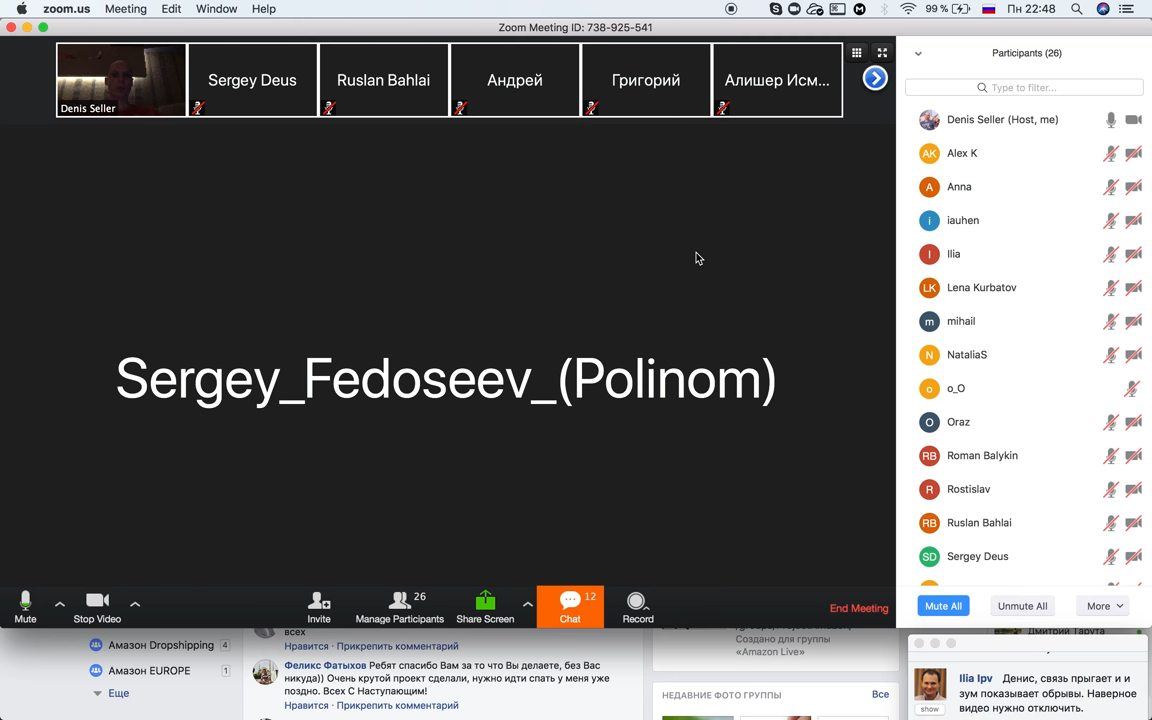 zoom.us Meeting Edit Window Help 99 % Пн 22:48
Zoom Meeting ID: 738-925-541
Denis Seller
Sergey Deus
Ruslan Bahlai
Андрей
Григорий
Алишер Исм...
Sergey_Fedoseev_(Polinom)
Participants (26)
Type to filter...
Denis Seller (Host, me)
AK Alex K
A Anna
i iauhen
I Ilia
LK Lena Kurbatov
m mihail
N NataliaS
o o_O
O Oraz
RB Roman Balykin
R Rostislav
RB Ruslan Bahlai
SD Sergey Deus
Mute All Unmute All More
26
12
Mute Stop Video Invite Manage Participants Share Screen Chat Record
End Meeting
Амазон Dropshipping 4
Амазон EUROPE 1
Еще
всех
Нравится · Прикрепить комментарий
Феликс Фатыхов Ребят спасибо Вам за то что Вы делаете, без Вас
никуда)) Очень крутой проект сделали, нужно идти спать у меня уже
поздно. Всех С Наступающим!
Нравится · Прикрепить комментарий
Создано для группы
«Amazon Live»
НЕДАВНИЕ ФОТО ГРУППЫ Все
Дмитрий Тарута
Ilia Ipv Денис, связь прыгает и и
зум показывает обрывы. Наверное
видео нужно отключить.
show